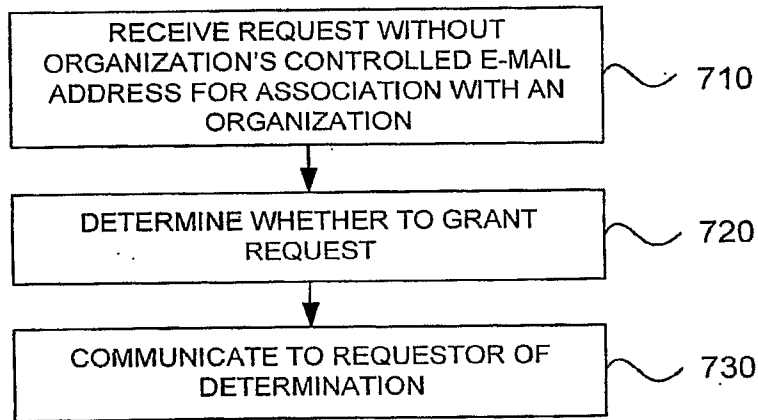 RECEIVE REQUEST WITHOUT
ORGANIZATION'S CONTROLLED E-MAIL
ADDRESS FOR ASSOCIATION WITH AN
ORGANIZATION
710
DETERMINE WHETHER TO GRANT
REQUEST
720
COMMUNICATE TO REQUESTOR OF
DETERMINATION
730